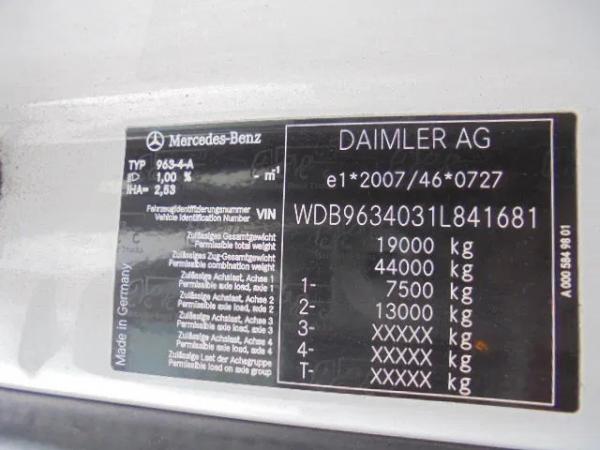 Mercedes-Benz
TYP 963-4-A
1,00 % - m⁻¹
IHA= 2,53
Fahrzeugidentifizierungsnummer
Vehicle Identification Number VIN
Zulässiges Gesamtgewicht
Permissible total weight
Zulässiges Zug-Gesamtgewicht
Permissible combination weight
Zulässige Achslast, Achse 1
Permissible axle load, axle 1
Zulässige Achslast, Achse 2
Permissible axle load, axle 2
Zulässige Achslast, Achse 3
Permissible axle load, axle 3
Zulässige Achslast, Achse 4
Permissible axle load, axle 4
Zulässige Last der Achsgruppe
Permissible load on axle group
Made in Germany
DAIMLER AG
e1*2007/46*0727
WDB9634031L841681
19000 kg
44000 kg
1- 7500 kg
2- 13000 kg
3- XXXXX kg
4- XXXXX kg
T- XXXXX kg
A 000 584 98 01